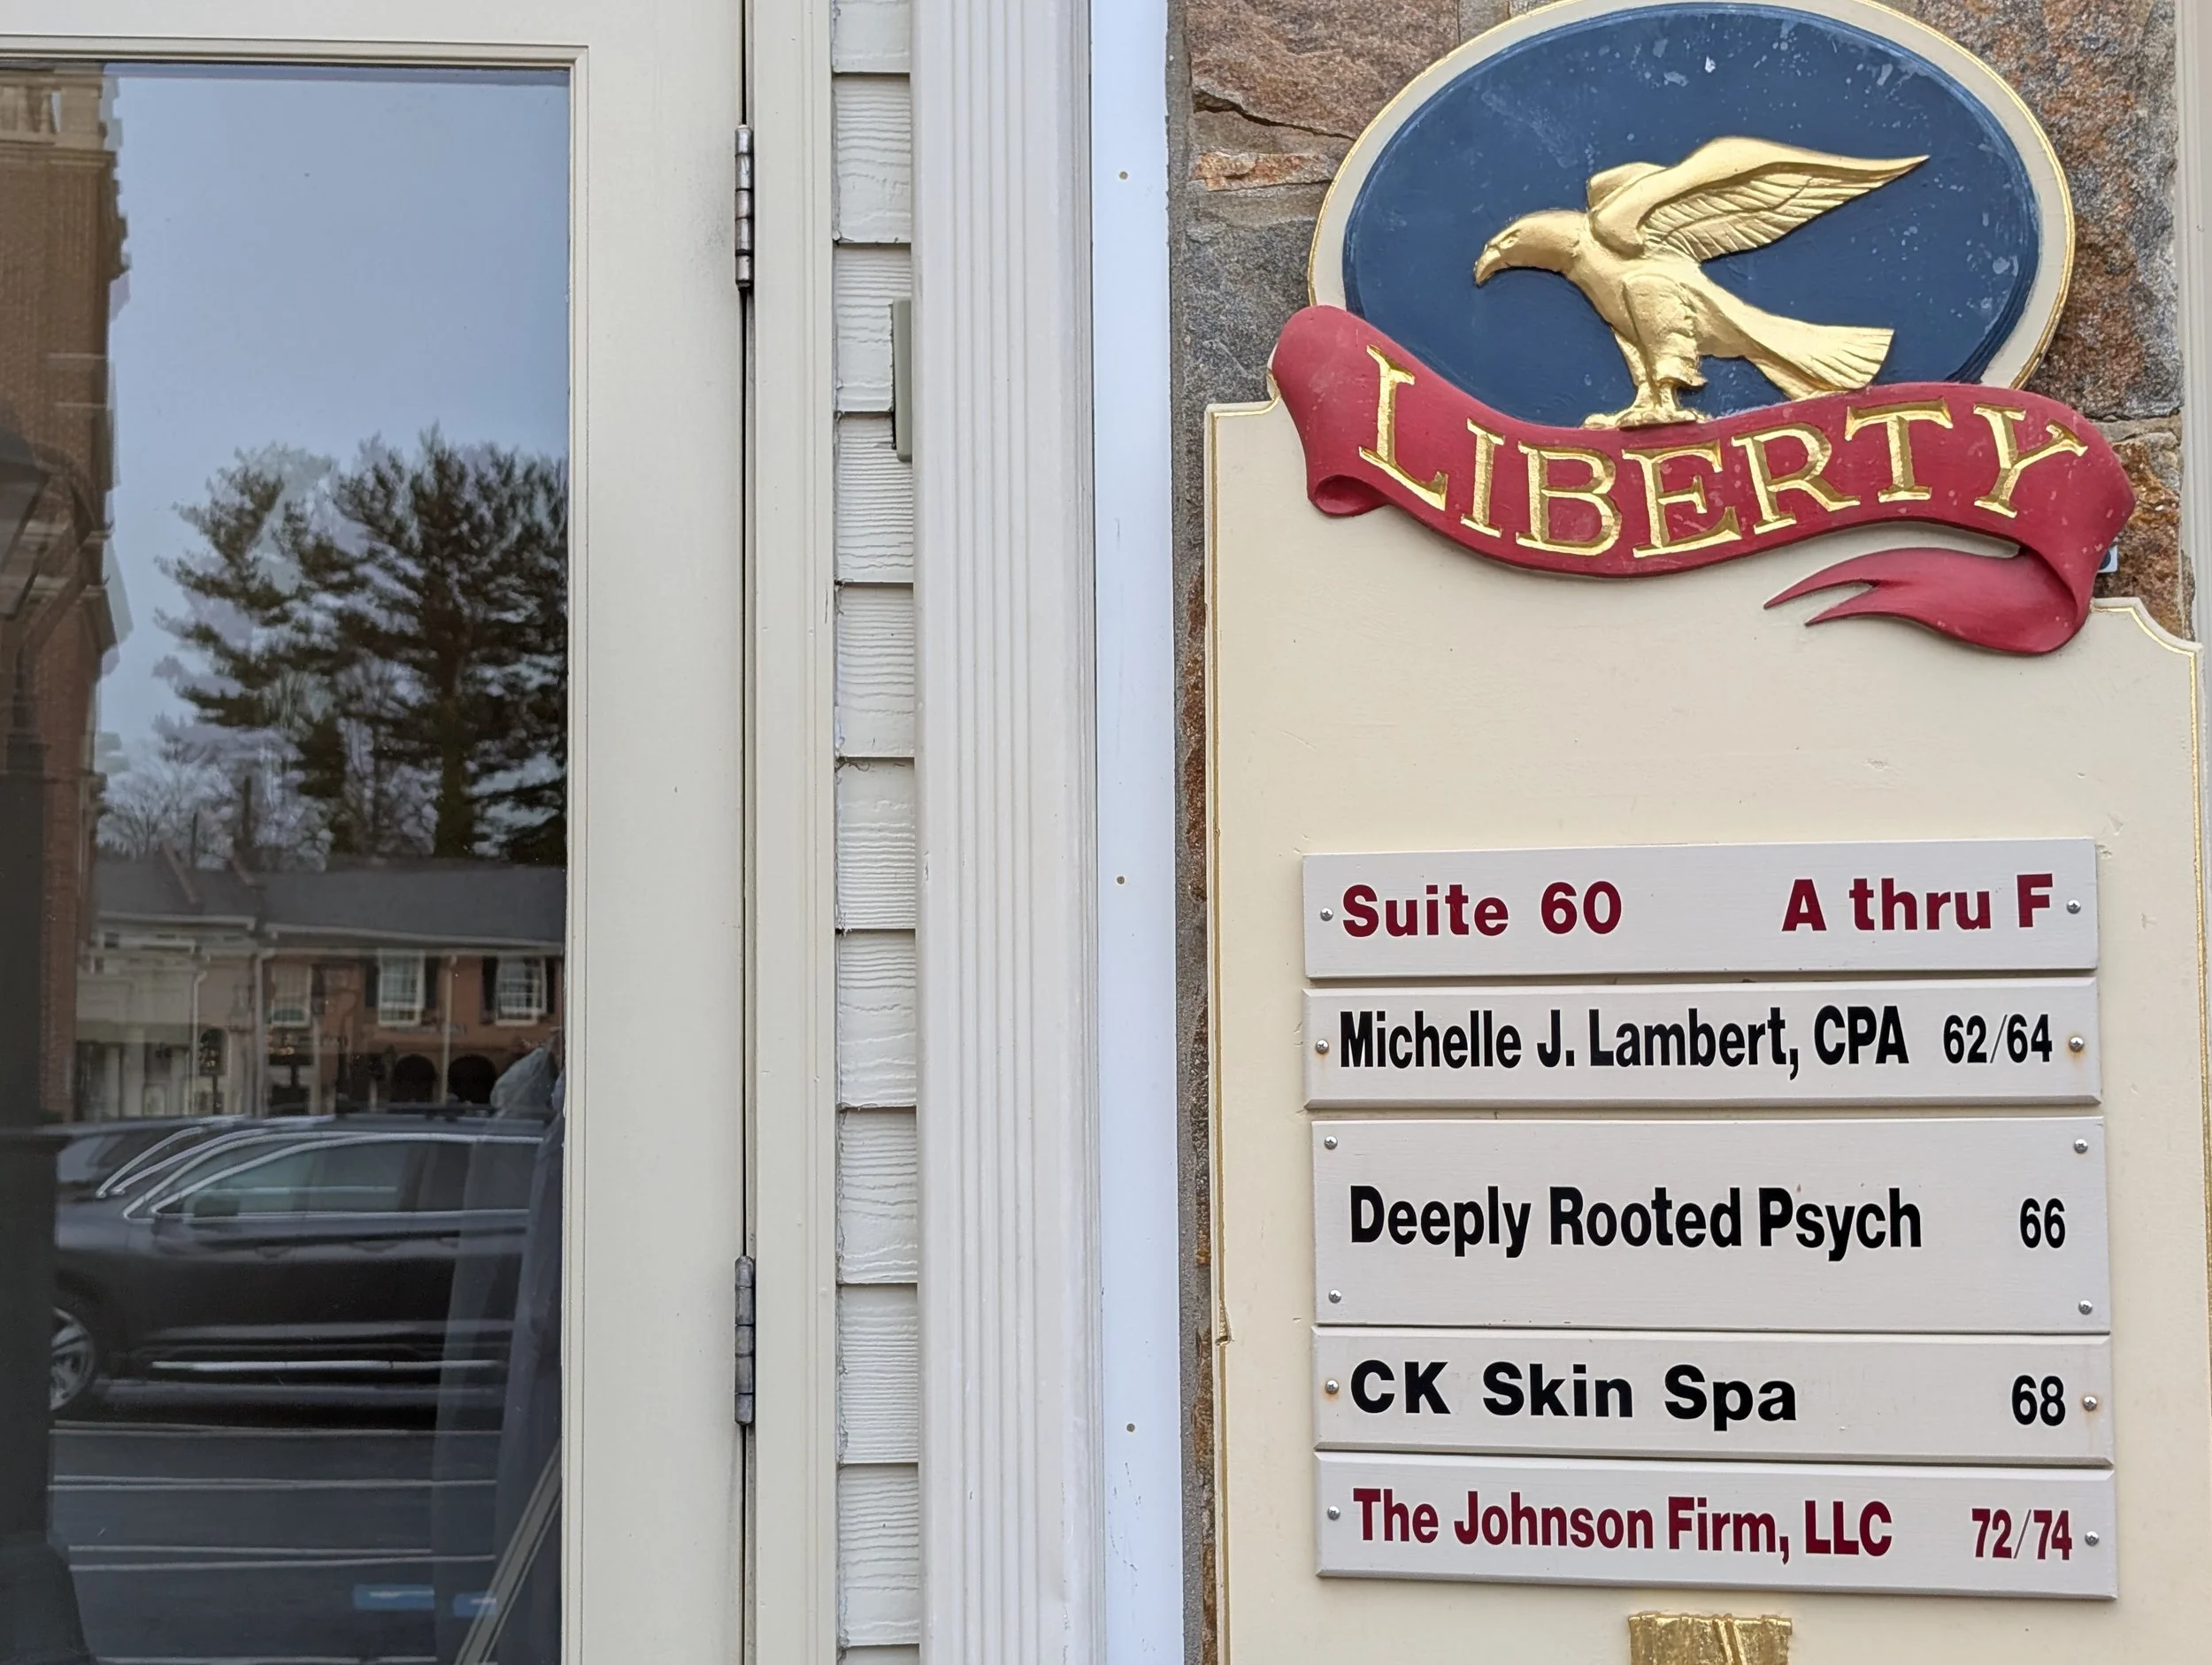 LIBERTY
Suite 60 A thru F
Michelle J. Lambert, CPA 62/64
Deeply Rooted Psych 66
CK Skin Spa 68
The Johnson Firm, LLC 72/74